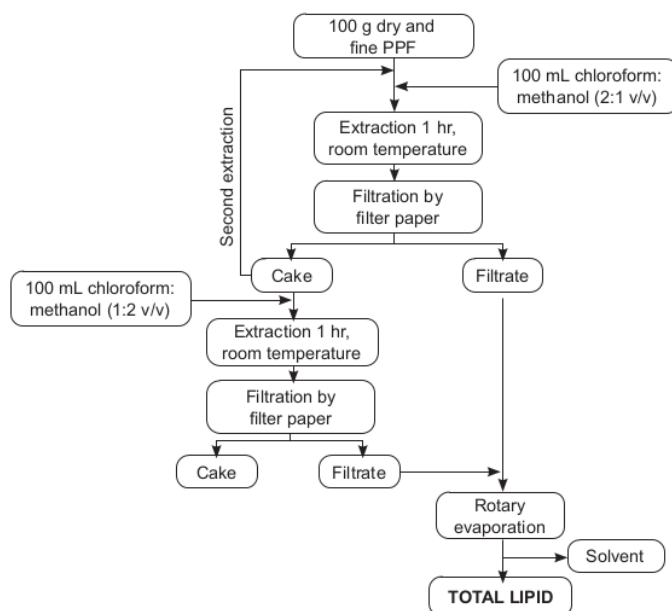 100 g dry and
fine PPF
100 mL chloroform:
methanol (2:1 v/v)
Second extraction
Extraction 1 hr,
room temperature
Filtration by
filter paper
Cake
Filtrate
100 mL chloroform:
methanol (1:2 v/v)
Extraction 1 hr,
room temperature
Filtration by
filter paper
Cake
Filtrate
Rotary
evaporation
Solvent
TOTAL LIPID